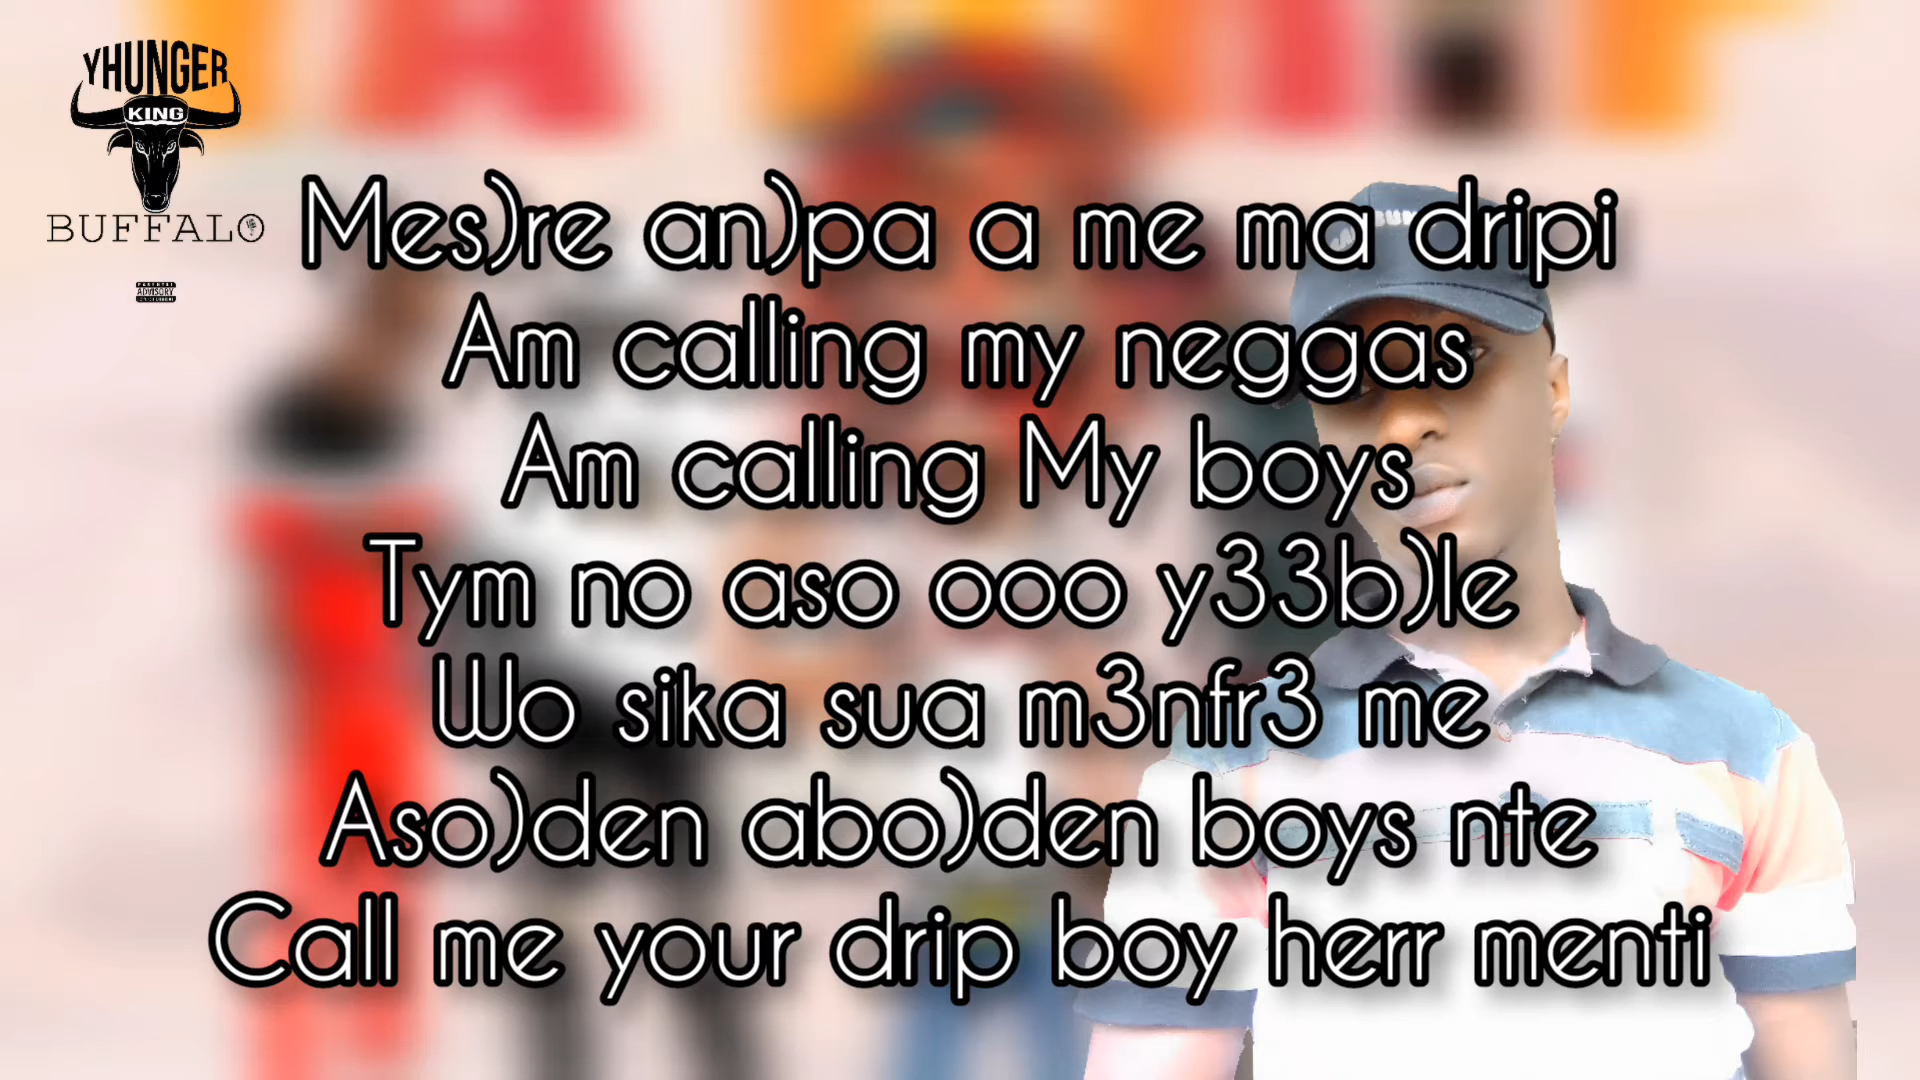 YHUNGER
KING
BUFFALO
PARENTAL
ADVISORY
Mes)re an)pa a me ma dripi
Am calling my neggas
Am calling My boys
Tym no aso ooo y33b)le
Wo sika sua m3nfr3 me
Aso)den abo)den boys nte
Call me your drip boy herr menti